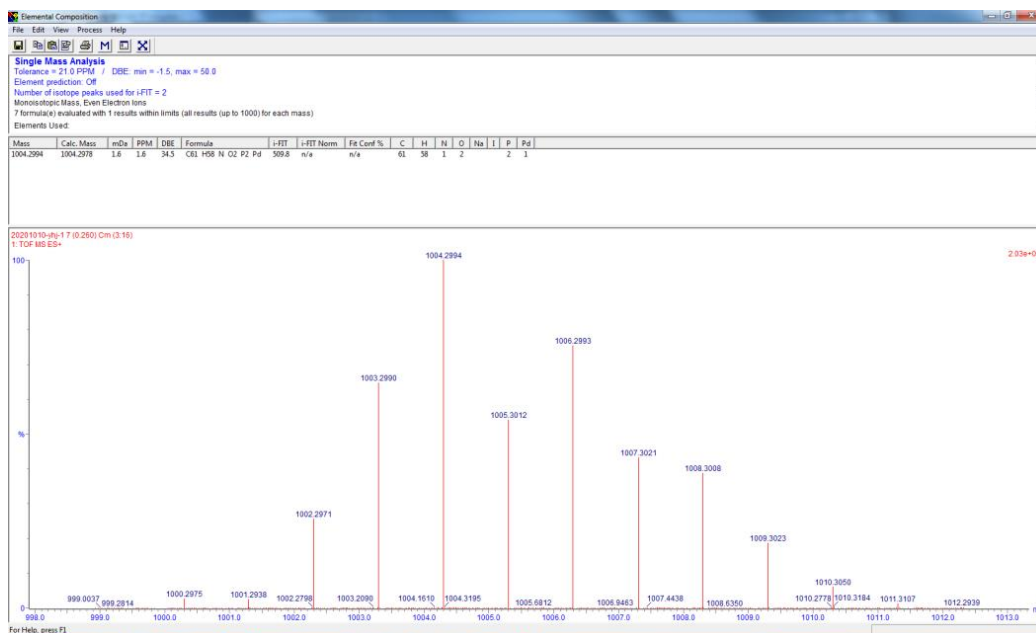 Elemental Composition
File Edit View Process Help
Single Mass Analysis
Tolerance = 21.0 PPM / DBE: min = -1.5, max = 50.0
Element prediction: Off
Number of isotope peaks used for i-FIT = 2
Monoisotopic Mass, Even Electron Ions
7 formula(e) evaluated with 1 results within limits (all results (up to 1000) for each mass)
Elements Used:
Mass Calc. Mass mDa PPM DBE Formula i-FIT i-FIT Norm Fit Conf % C H N O Na I P Pd
1004.2994 1004.2978 1.6 1.6 34.5 C61 H58 N O2 P2 Pd 509.8 n/a n/a 61 58 1 2 2 1
20201010-yhj-1 7 (0.260) Cm (3:16)
1: TOF MS ES+
2.03e+0
100
1004.2994
1006.2993
1003.2990
1005.3012
%
1007.3021
1008.3008
1002.2971
1009.3023
1010.3050
999.0037 999.2814 1000.2975 1001.2938 1002.2798 1003.2090 1004.1610 1004.3195 1005.6812 1006.9463 1007.4438 1008.6350 1010.2778 1010.3184 1011.3107 1012.2939
0
998.0 999.0 1000.0 1001.0 1002.0 1003.0 1004.0 1005.0 1006.0 1007.0 1008.0 1009.0 1010.0 1011.0 1012.0 1013.0
For Help, press F1